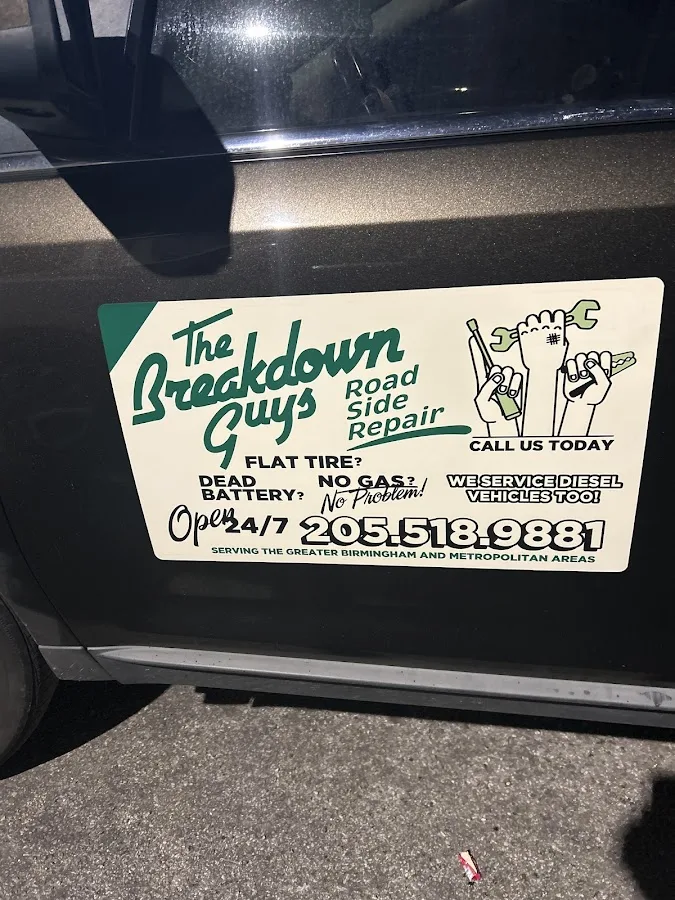 The
Breakdown
Guys
Road
Side
Repair
CALL US TODAY
FLAT TIRE?
DEAD
BATTERY?
NO GAS?
No Problem!
WE SERVICE DIESEL
VEHICLES TOO!
Open 24/7 205.518.9881
SERVING THE GREATER BIRMINGHAM AND METROPOLITAN AREAS